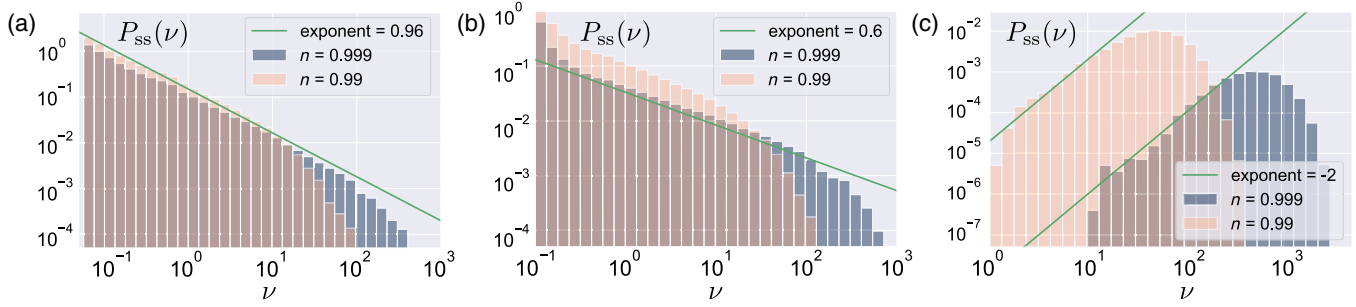 (a)
P_ss(ν)
exponent = 0.96
n = 0.999
n = 0.99
10^0
10^-1
10^-2
10^-3
10^-4
10^-1 10^0 10^1 10^2 10^3
ν
(b)
P_ss(ν)
exponent = 0.6
n = 0.999
n = 0.99
10^0
10^-1
10^-2
10^-3
10^-4
10^-1 10^0 10^1 10^2 10^3
ν
(c)
P_ss(ν)
10^-2
10^-3
10^-4
10^-5
10^-6
10^-7
exponent = -2
n = 0.999
n = 0.99
10^0 10^1 10^2 10^3
ν